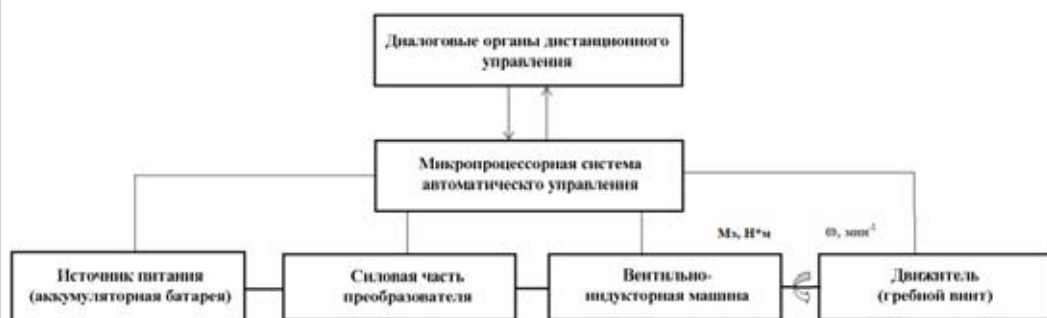 Диалоговые органы дистанционного
управления
Микропроцессорная система
автоматическго управления
Мэ, Н*м
ω, мин⁻¹
Источник питания
(аккумуляторная батарея)
Силовая часть
преобразователя
Вентильно-
индукторная машина
Движитель
(гребной винт)